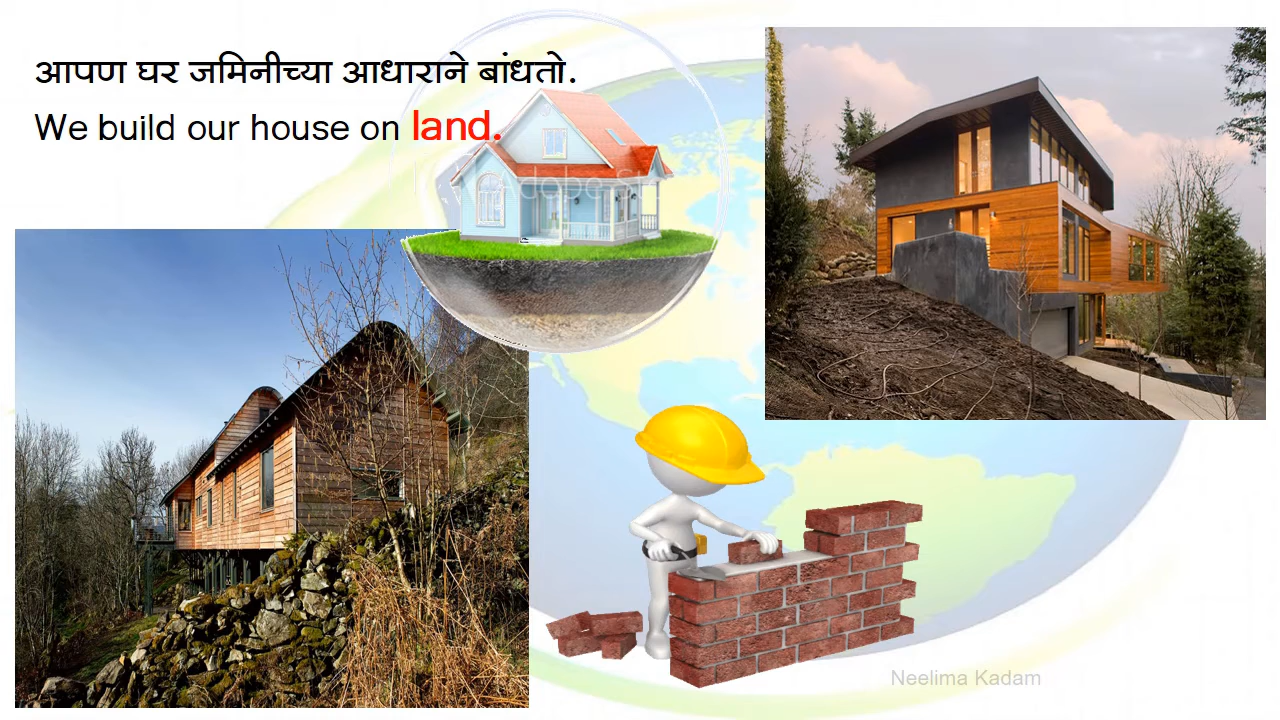 आपण घर जमिनीच्या आधाराने बांधतो.
We build our house on land.
Neelima Kadam